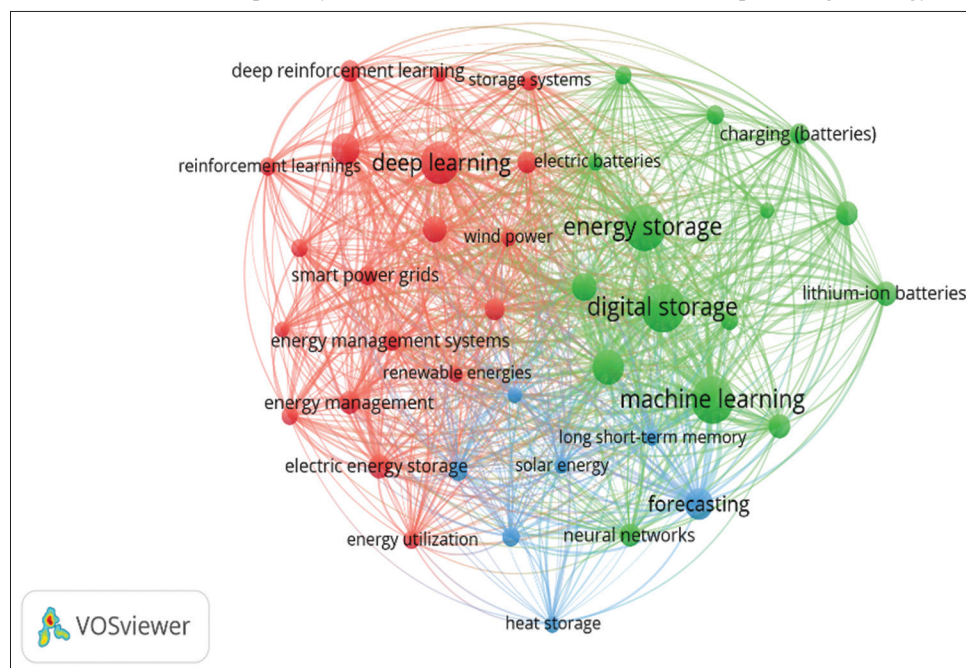 deep reinforcement learning
storage systems
charging (batteries)
reinforcement learnings
deep learning
electric batteries
energy storage
wind power
smart power grids
lithium-ion batteries
digital storage
energy management systems
renewable energies
energy management
machine learning
long short-term memory
electric energy storage
solar energy
forecasting
energy utilization
neural networks
heat storage
VOSviewer